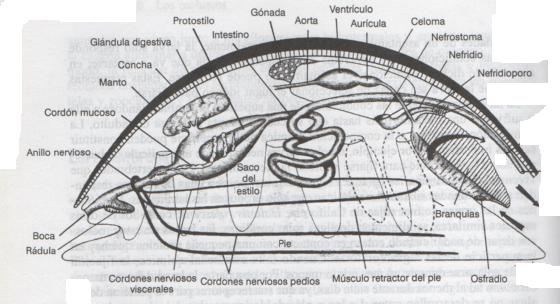 Gónada
Aorta
Ventrículo
Aurícula
Celoma
Nefrostoma
Nefridio
Nefridioporo
Protostilo
Intestino
Glándula digestiva
Concha
Manto
Cordón mucoso
Anillo nervioso
Saco
del
estilo
Boca
Rádula
Pie
Branquias
Cordones nerviosos
viscerales
Cordones nerviosos pedios
Músculo retractor del pie
Osfradio